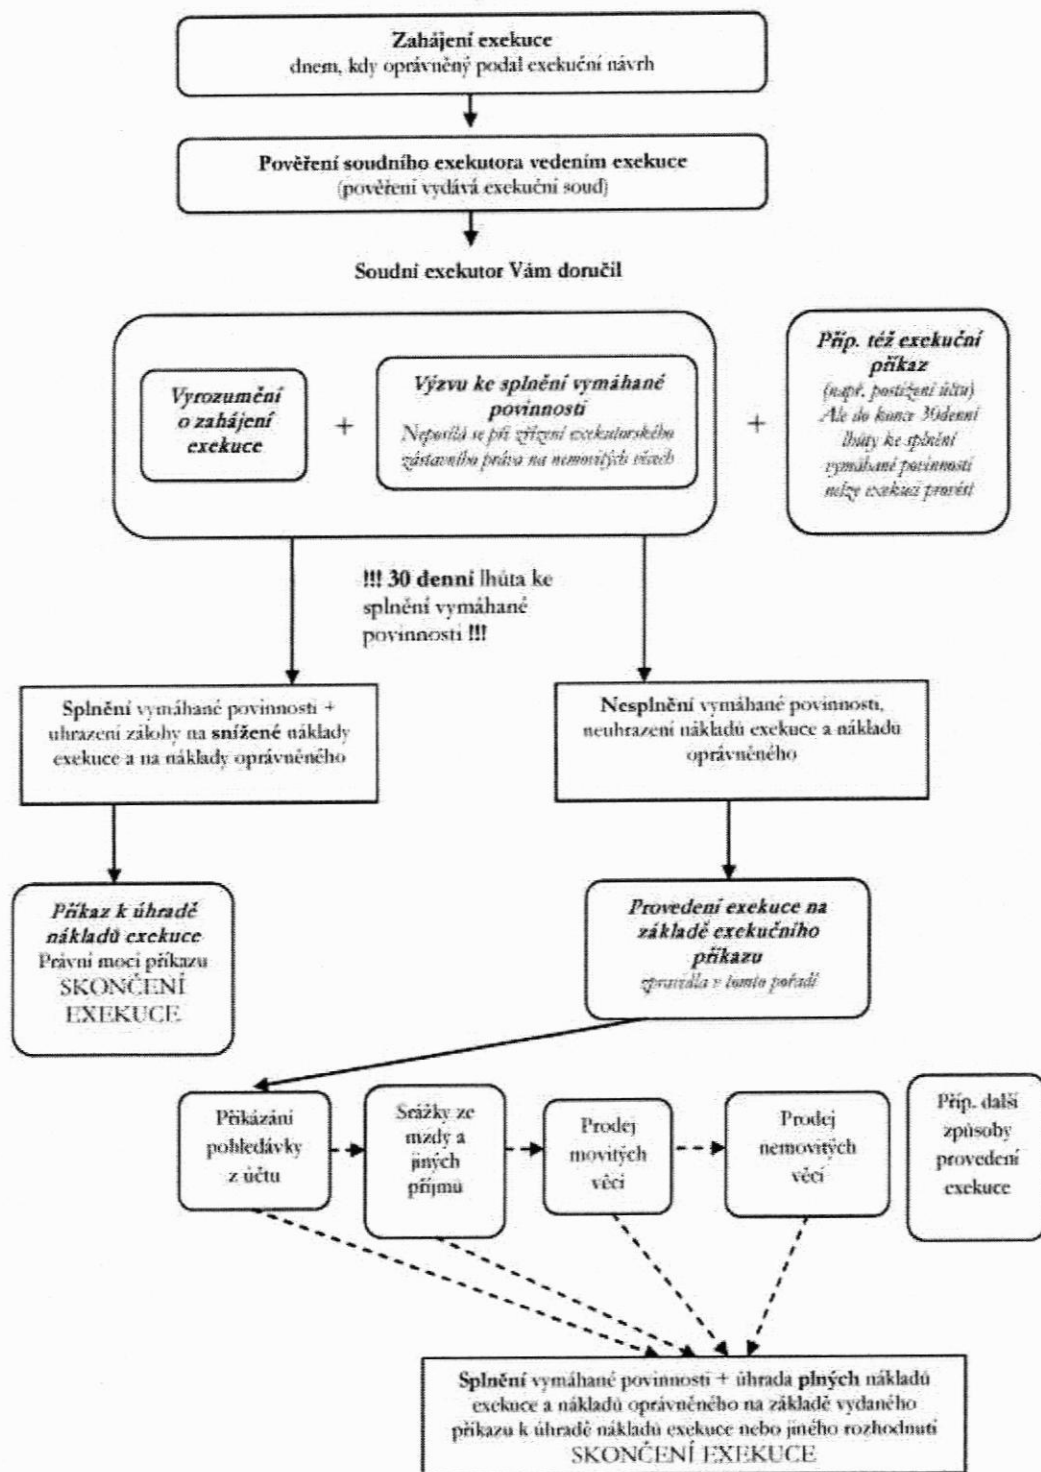 Zahájení exekuce
dnem, kdy oprávněný podal exekuční návrh
Pověření soudního exekutora vedením exekuce
(pověření vydává exekuční soud)
Soudní exekutor Vám doručil
Vyrozumění
o zahájení
exekuce
+
Výzvu ke splnění vymáhané
povinnosti
Neposílá se při zřízení exekutorského
zástavního práva na nemovitých věcech
+
Příp. též exekuční
příkaz
(např. postižení účtu)
Ale do konce 30denní
lhůty ke splnění
vymáhané povinnosti
nelze exekuci provést
!!! 30 denní lhůta ke
splnění vymáhané
povinnosti !!!
Splnění vymáhané povinnosti +
uhrazení zálohy na snížené náklady
exekuce a na náklady oprávněného
Nesplnění vymáhané povinnosti,
neuhrazení nákladů exekuce a nákladů
oprávněného
Příkaz k úhradě
nákladů exekuce
Právní mocí příkazu
SKONČENÍ
EXEKUCE
Provedení exekuce na
základě exekučního
příkazu
zpravidla v tomto pořadí
Přikázání
pohledávky
z účtu
Srážky ze
mzdy a
jiných
příjmů
Prodej
movitých
věcí
Prodej
nemovitých
věcí
Příp. další
způsoby
provedení
exekuce
Splnění vymáhané povinnosti + úhrada plných nákladů
exekuce a nákladů oprávněného na základě vydaného
příkazu k úhradě nákladů exekuce nebo jiného rozhodnutí
SKONČENÍ EXEKUCE